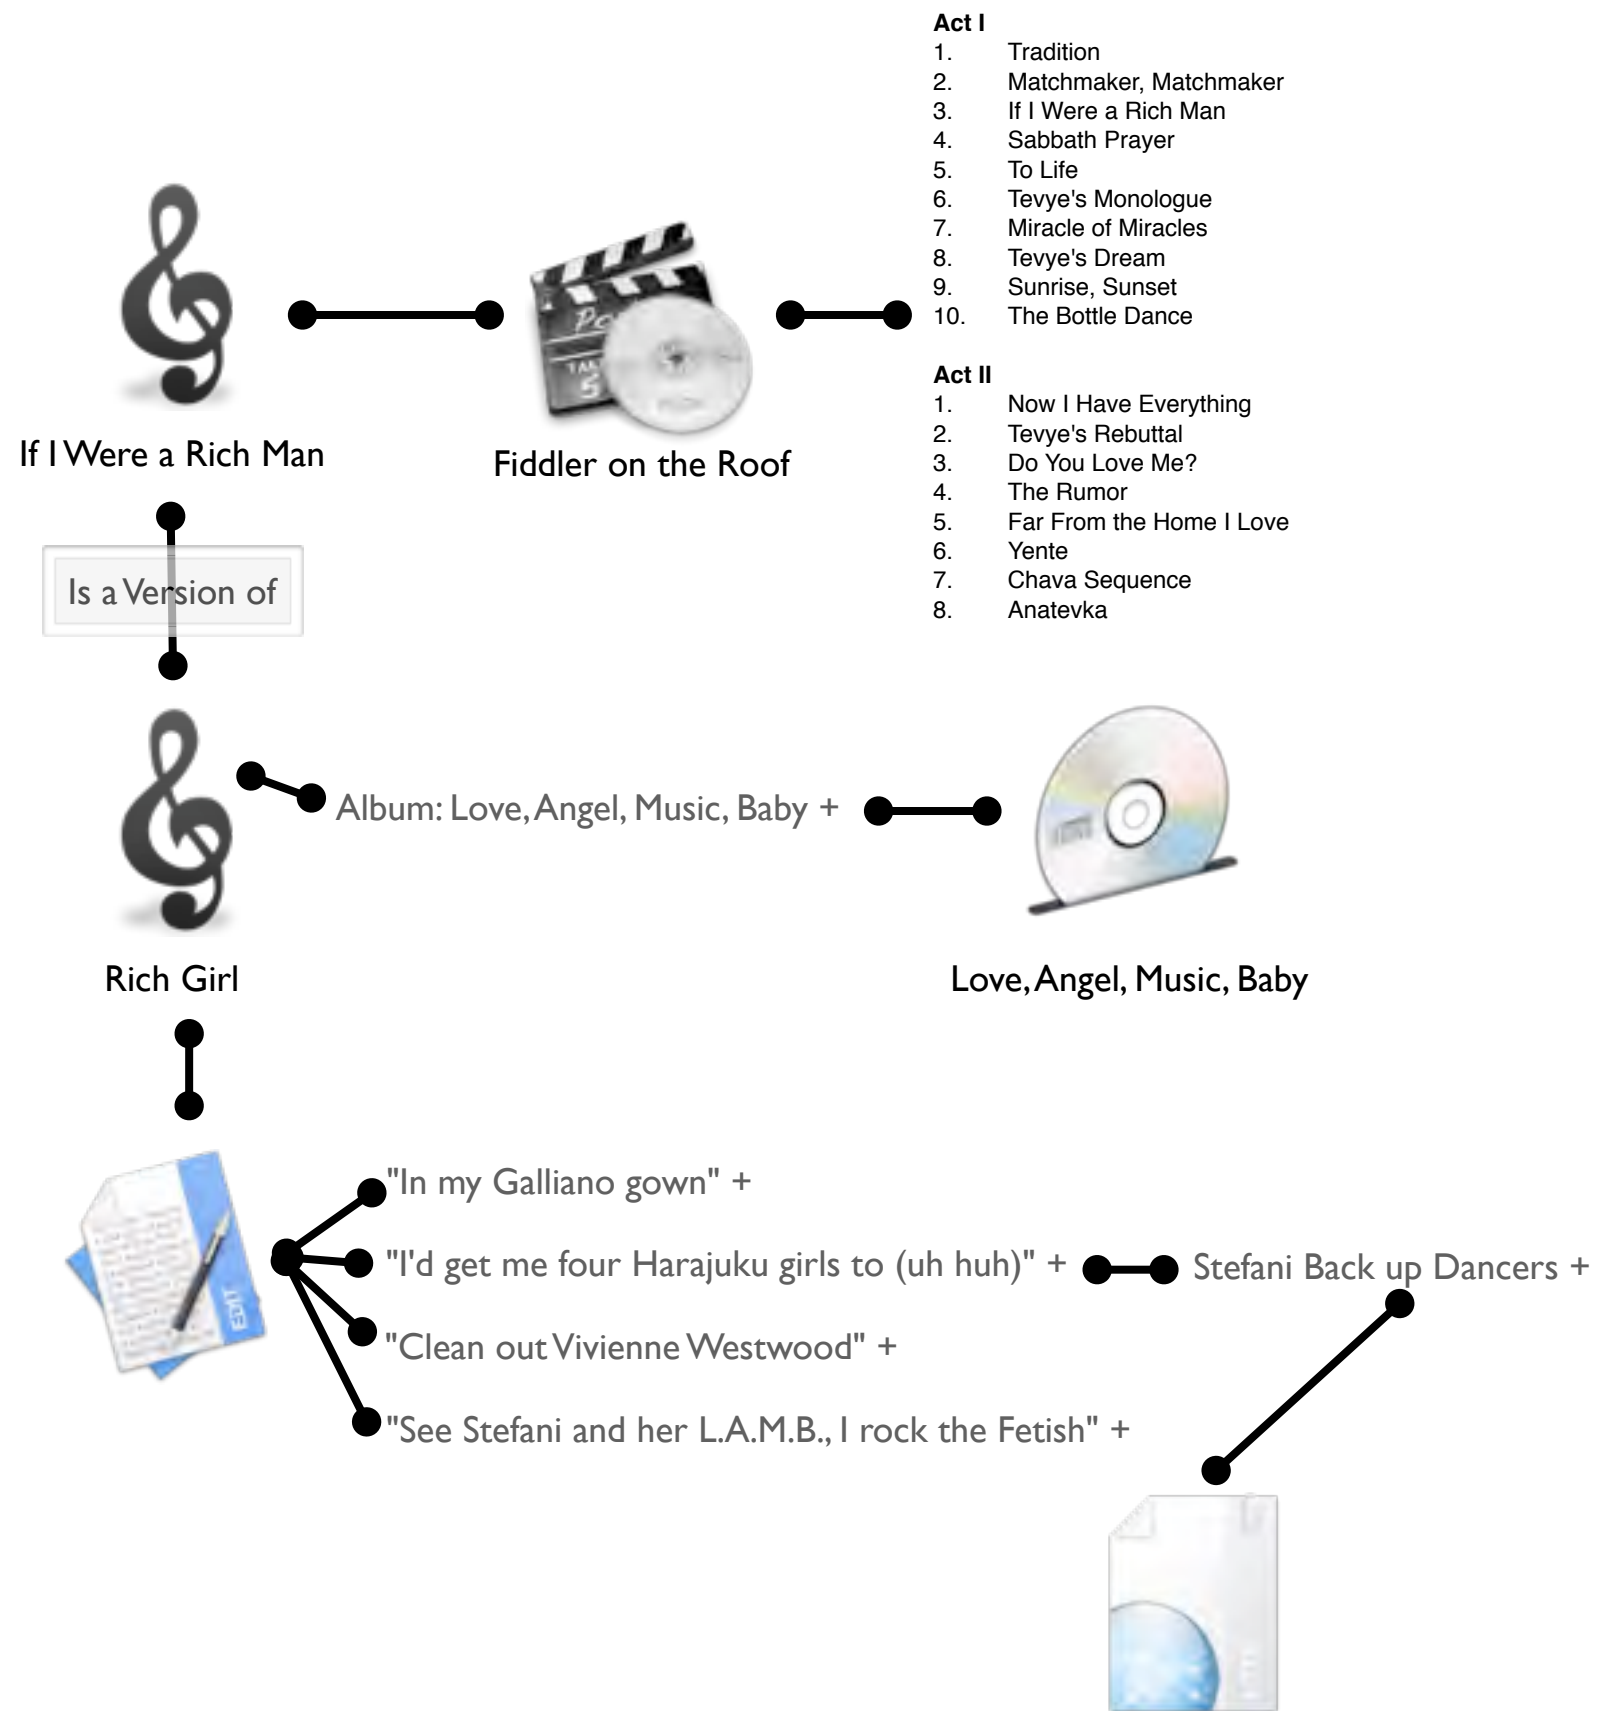 Act I
1. Tradition
2. Matchmaker, Matchmaker
3. If I Were a Rich Man
4. Sabbath Prayer
5. To Life
6. Tevye's Monologue
7. Miracle of Miracles
8. Tevye's Dream
9. Sunrise, Sunset
10. The Bottle Dance
Act II
1. Now I Have Everything
2. Tevye's Rebuttal
3. Do You Love Me?
4. The Rumor
5. Far From the Home I Love
6. Yente
7. Chava Sequence
8. Anatevka
If I Were a Rich Man
Fiddler on the Roof
Is a Version of
Album: Love, Angel, Music, Baby +
Rich Girl
Love, Angel, Music, Baby
"In my Galliano gown" +
"I'd get me four Harajuku girls to (uh huh)" +
Stefani Back up Dancers +
"Clean out Vivienne Westwood" +
"See Stefani and her L.A.M.B., I rock the Fetish" +
EDIT